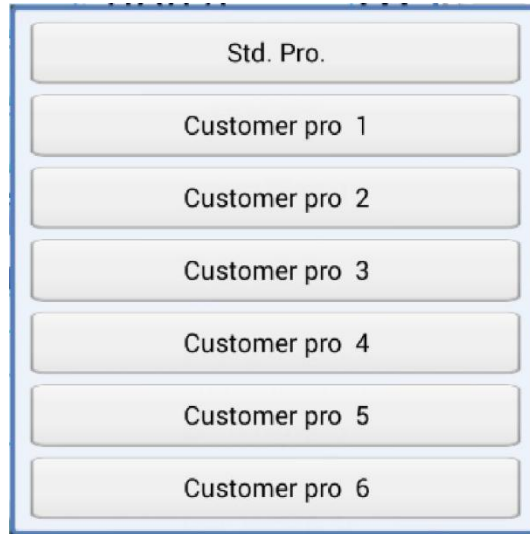 Std. Pro.
Customer pro 1
Customer pro 2
Customer pro 3
Customer pro 4
Customer pro 5
Customer pro 6